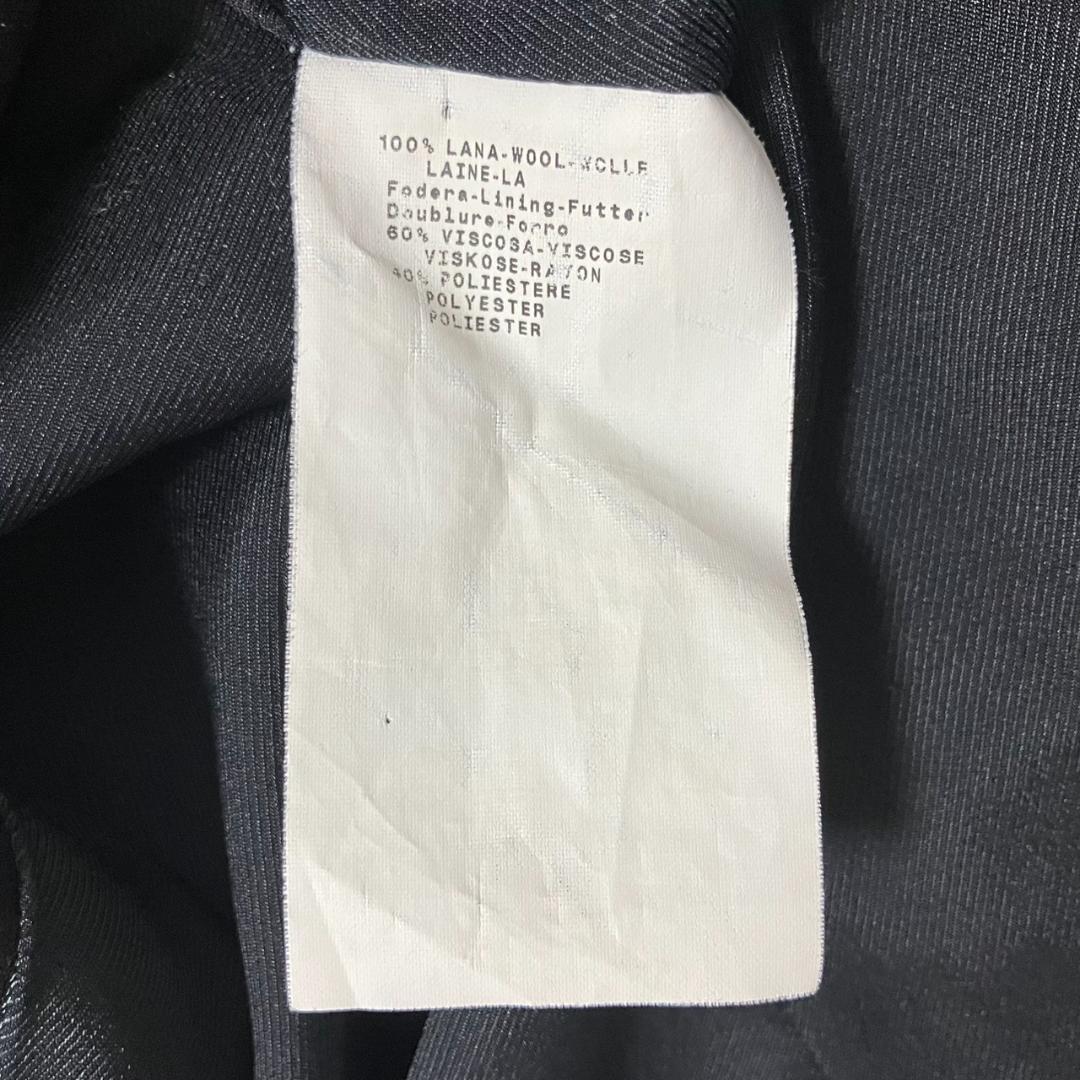 100% LANA-WOOL-WOLLE
LAINE-LA
Fodera-Lining-Futter
Doublure-Forro
60% VISCOSA-VISCOSE
VISKOSE-RAYON
40% POLIESTERE
POLYESTER
POLIESTER